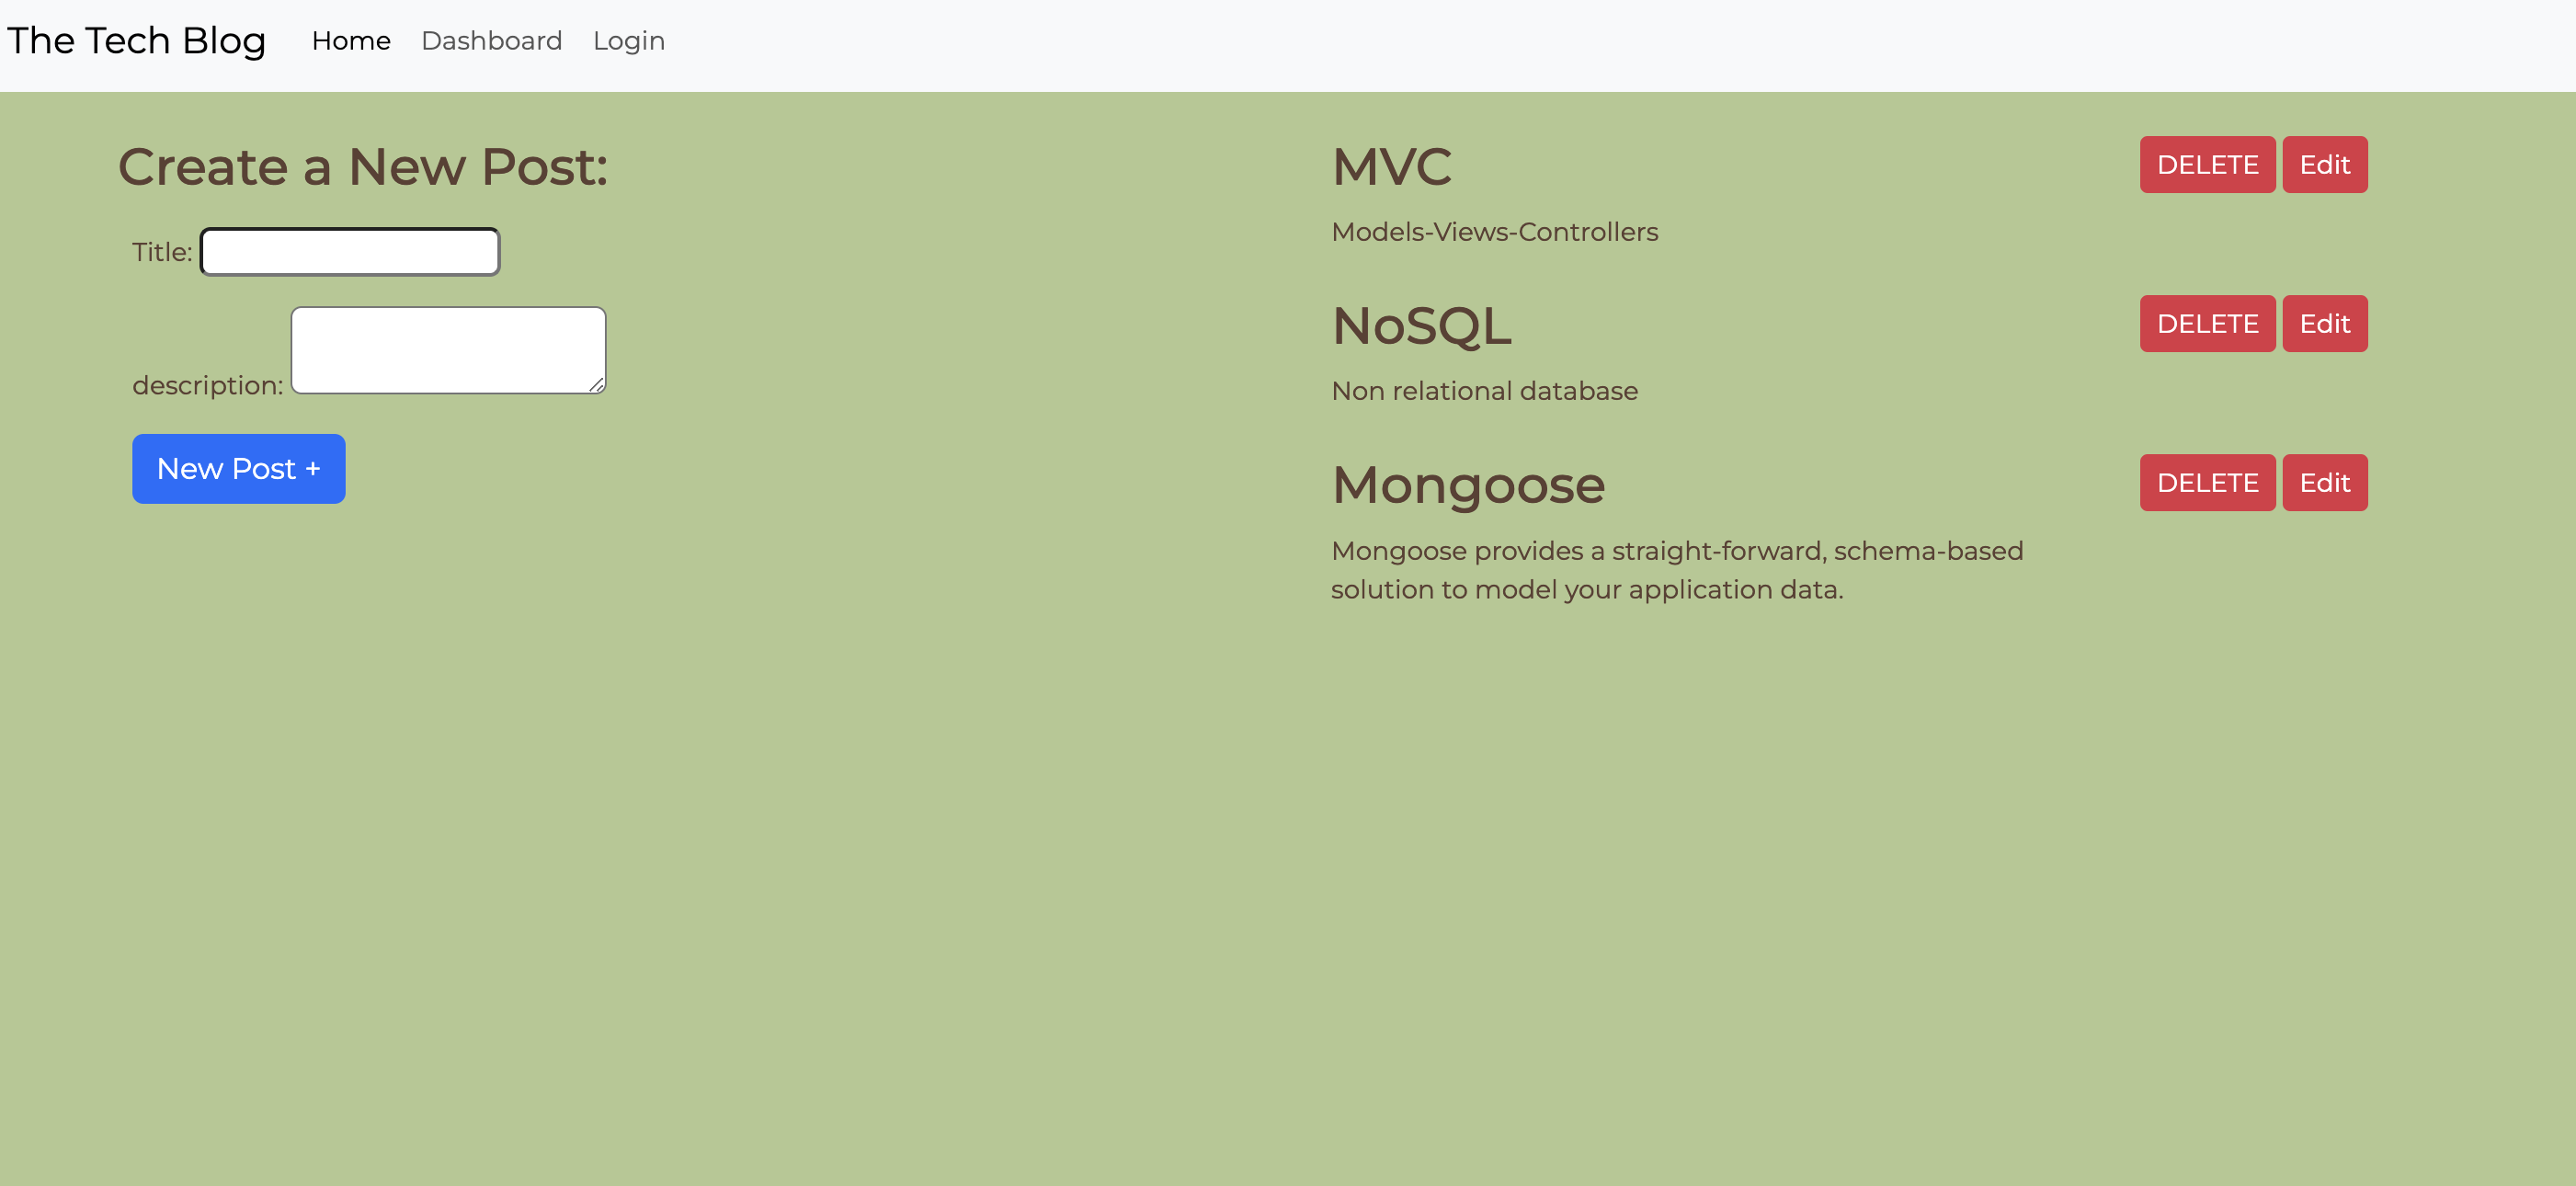 The Tech Blog Home Dashboard Login
Create a New Post:
Title:
description:
New Post +
MVC DELETE Edit
Models-Views-Controllers
NoSQL DELETE Edit
Non relational database
Mongoose DELETE Edit
Mongoose provides a straight-forward, schema-based
solution to model your application data.